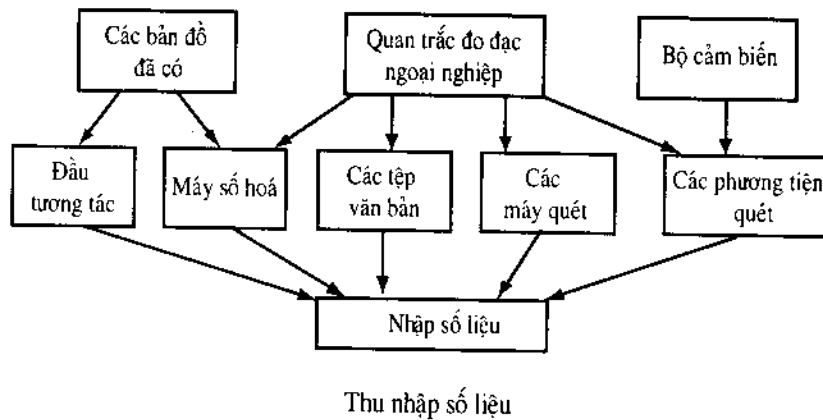 Các bản đồ
đã có
Quan trắc đo đạc
ngoại nghiệp
Bộ cảm biến
Đầu
tương tác
Máy số hoá
Các tệp
văn bản
Các
máy quét
Các phương tiện
quét
Nhập số liệu
Thu nhập số liệu